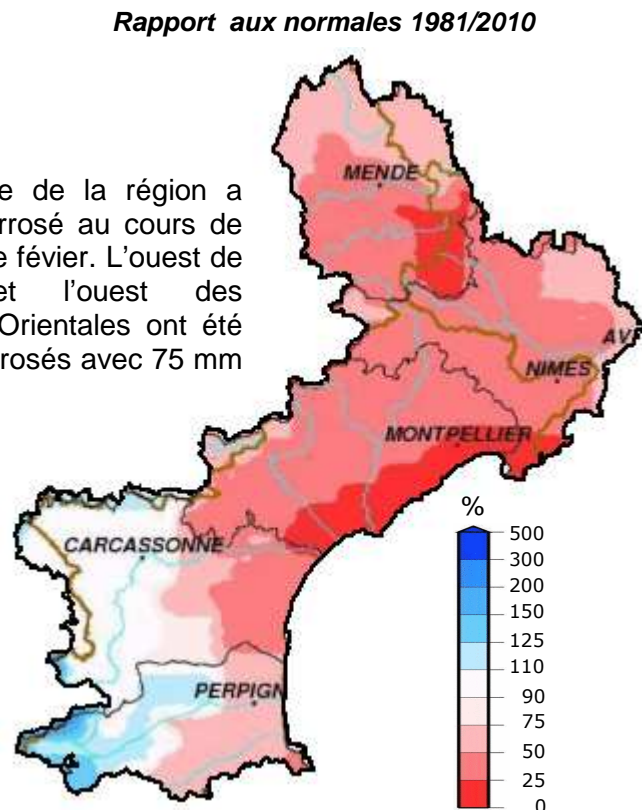 Rapport aux normales 1981/2010
e de la région a
rrosé au cours de
e févier. L'ouest de
et l'ouest des
Orientales ont été
rosés avec 75 mm
MENDE
AV
NIMES
MONTPELLIER
CARCASSONNE
PERPIGN
%
500
300
200
150
125
110
90
75
50
25
0